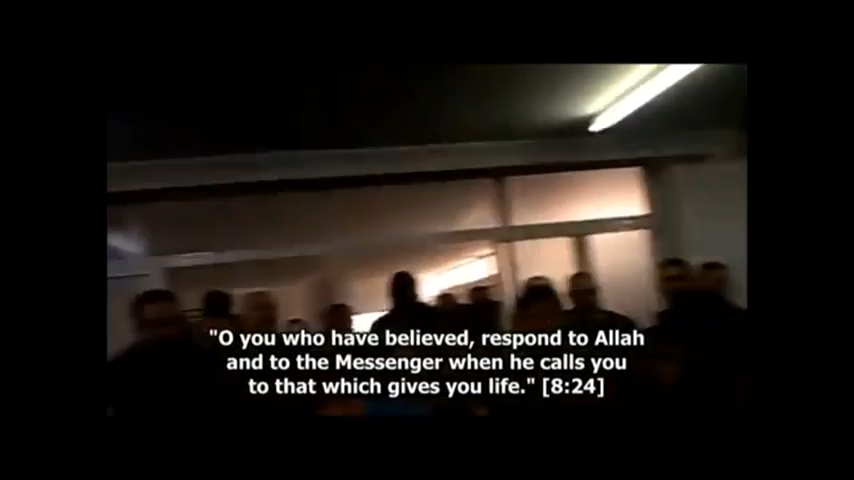 "O you who have believed, respond to Allah
and to the Messenger when he calls you
to that which gives you life." [8:24]